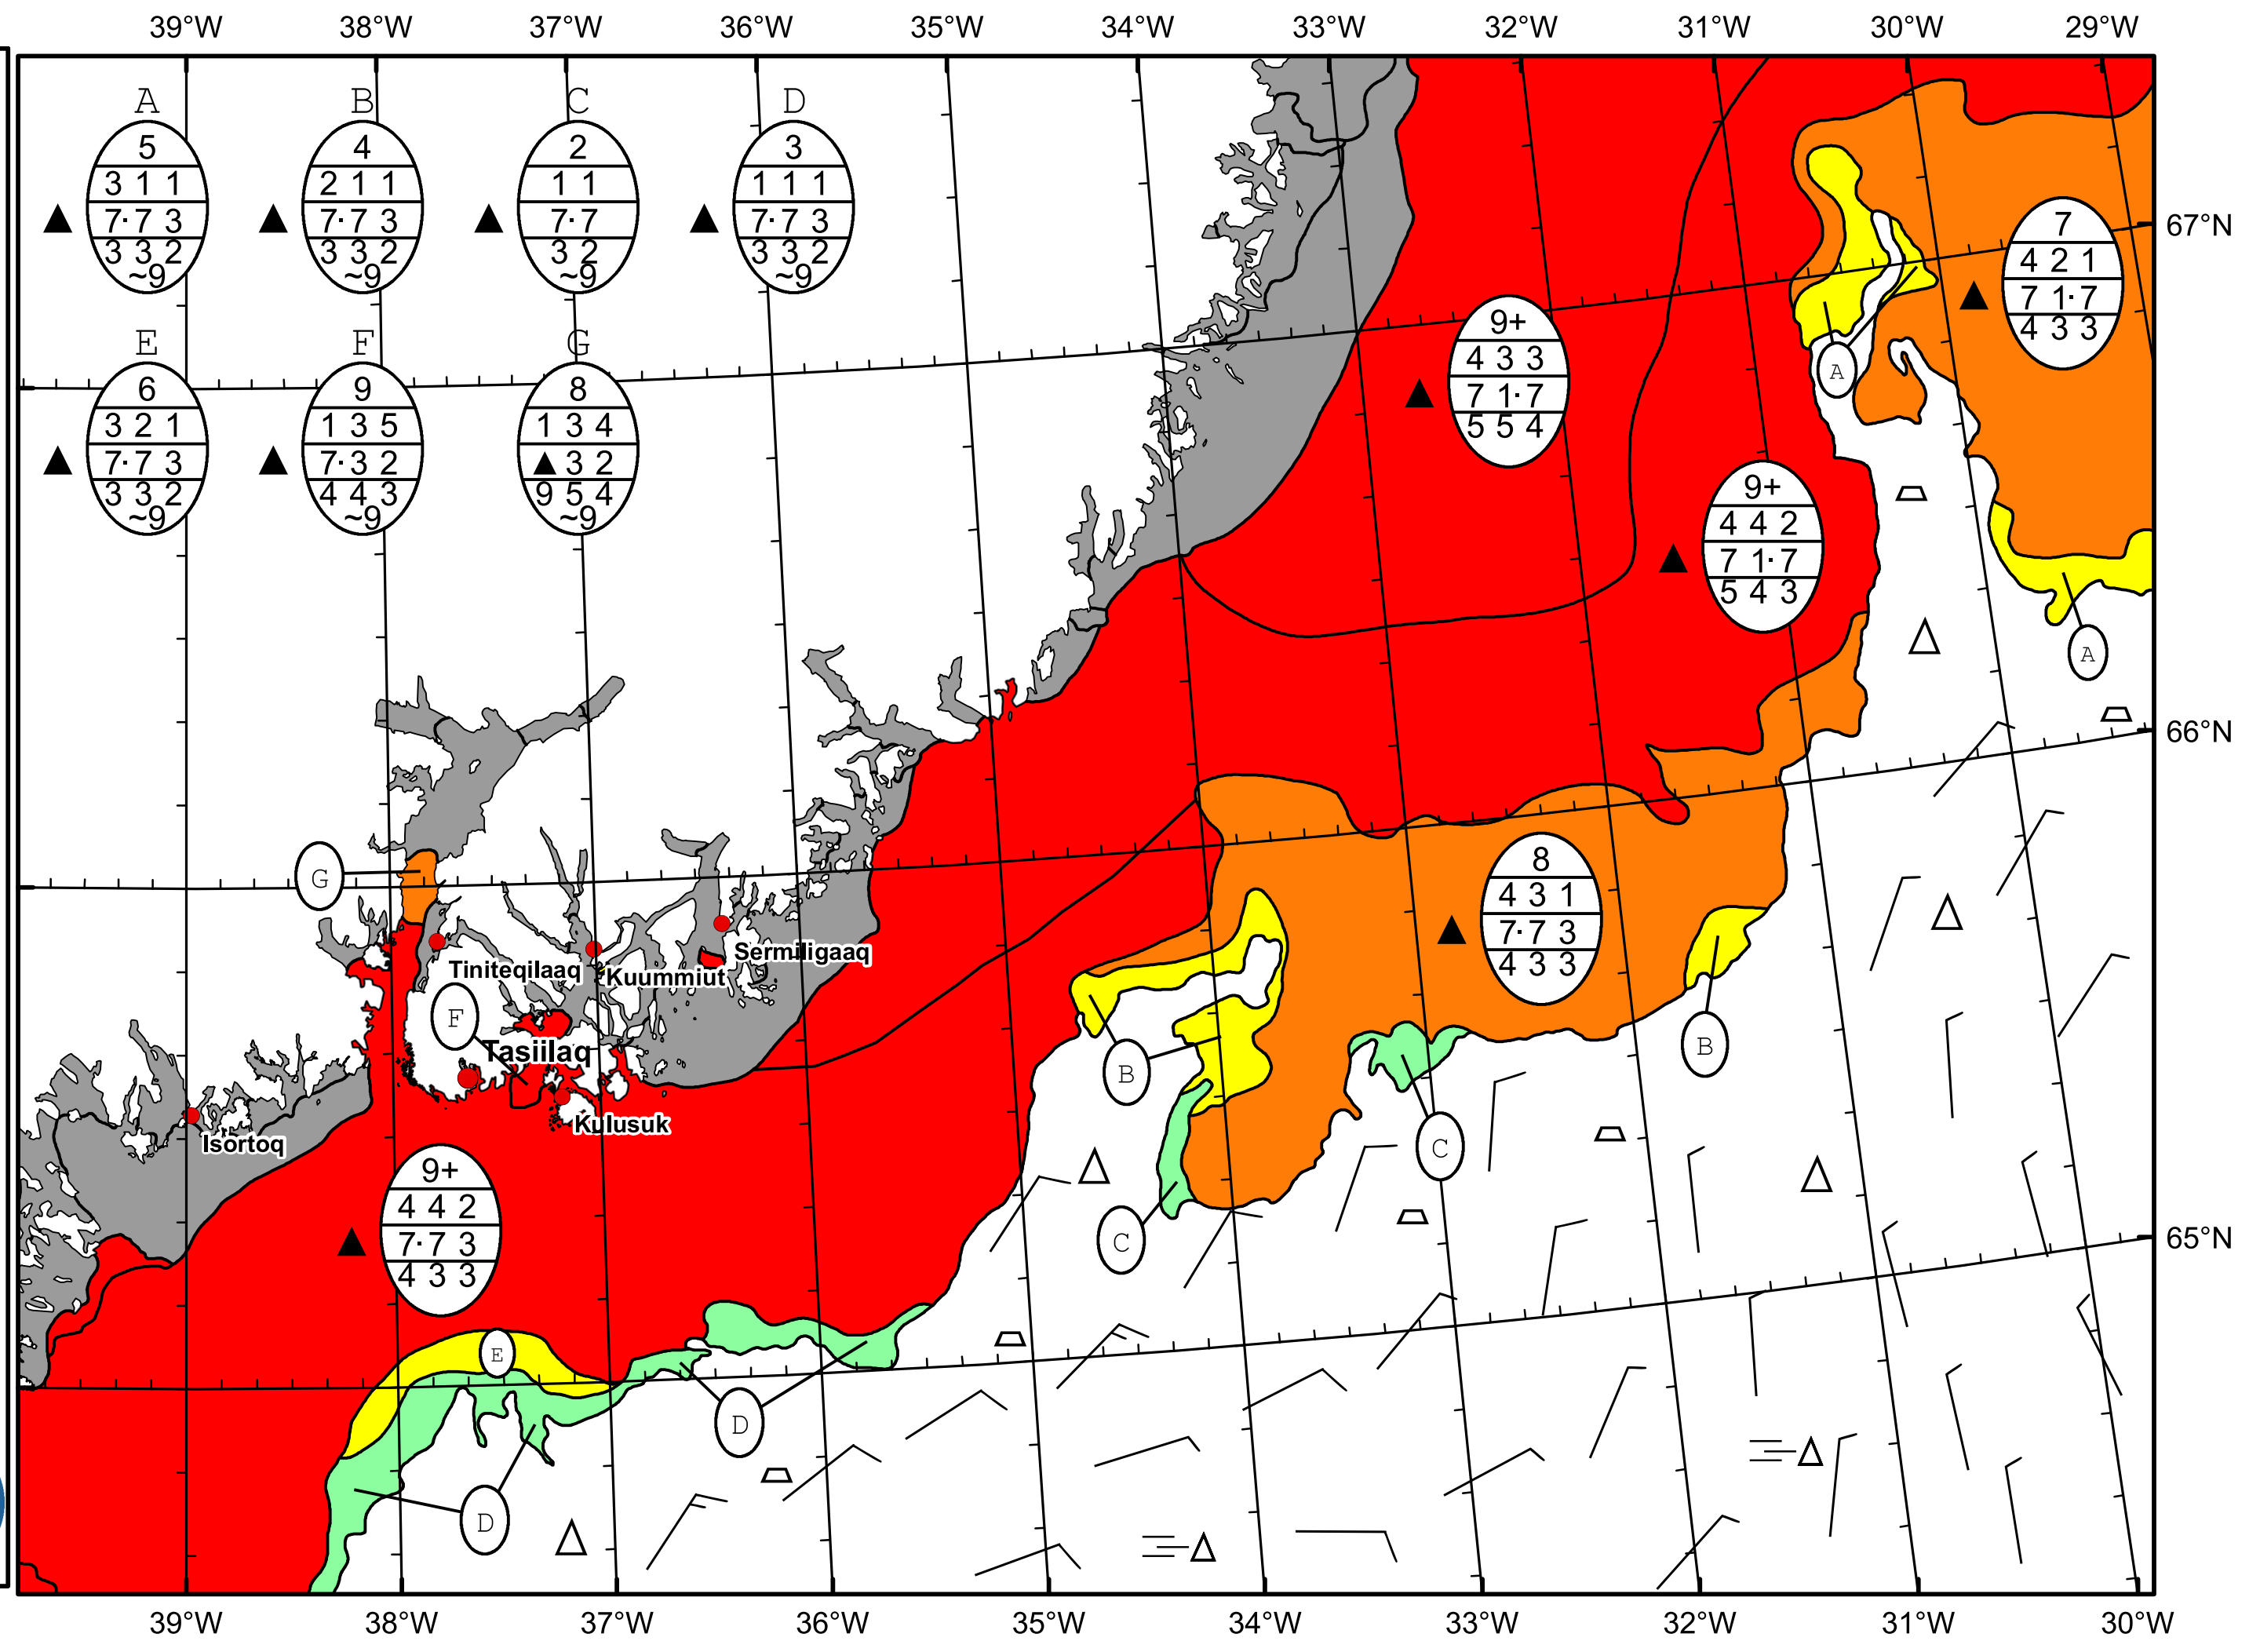 39°W 38°W 37°W 36°W 35°W 34°W 33°W 32°W 31°W 30°W 29°W
A B C D
5 4 2 3
3 1 1 2 1 1 1 1 1 1 1
7· 7 3 7· 7 3 7· 7 7· 7 3
3 3 2 3 3 2 3 2 3 3 2
~9 ~9 ~9 ~9
E F G
6 9 8
3 2 1 1 3 5 1 3 4
7· 7 3 7· 3 2 ▲ 3 2
3 3 2 4 4 3 9 5 4
~9 ~9 ~9
7
4 2 1
7 1· 7
4 3 3
67°N
9+
4 3 3
7 1· 7
5 5 4
A
9+
4 4 2
7 1· 7
5 4 3
A
66°N
G
8
4 3 1
7· 7 3
4 3 3
Sermiligaaq
Tiniteqilaaq
Kuummiut
F
Tasiilaq
B
B
Kulusuk
Isortoq
C
C
9+
4 4 2
7· 7 3
4 3 3
65°N
E
D
D
39°W 38°W 37°W 36°W 35°W 34°W 33°W 32°W 31°W 30°W